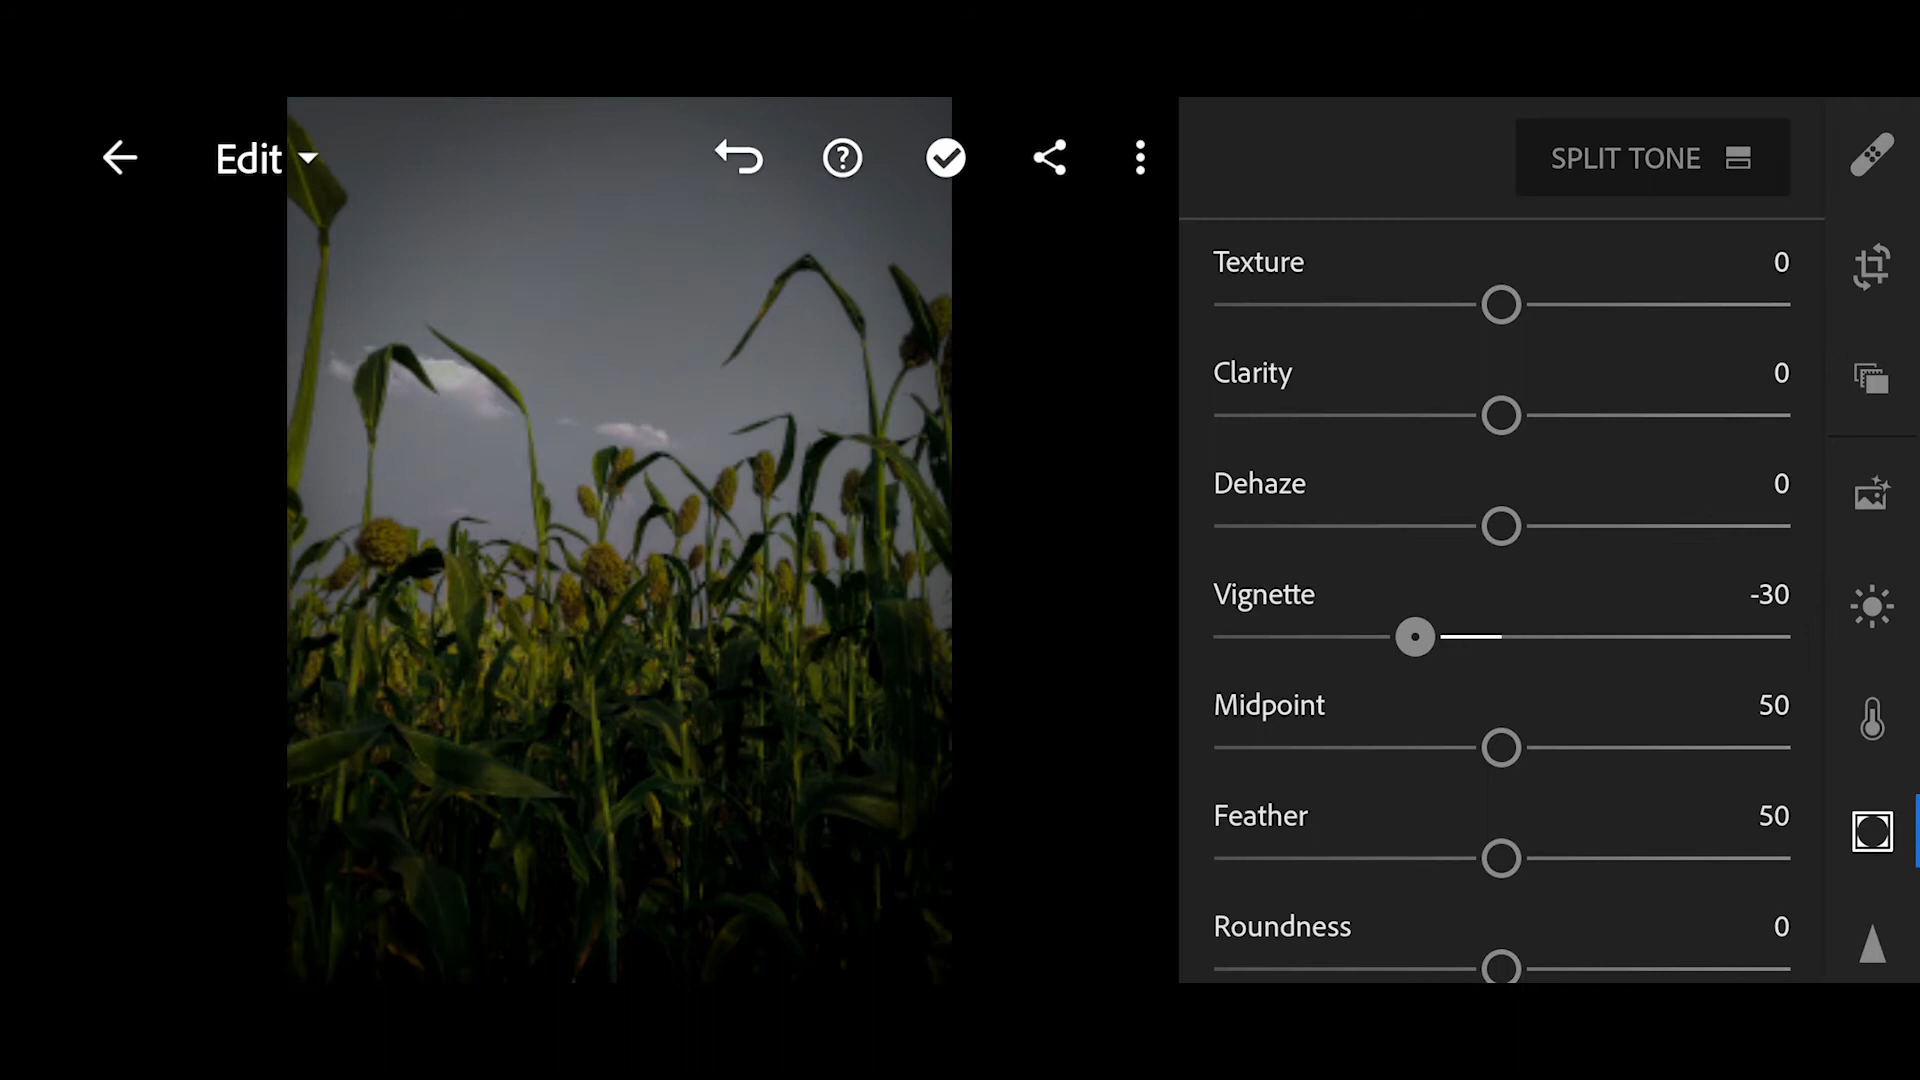 Edit
SPLIT TONE
Texture 0
Clarity 0
Dehaze 0
Vignette -30
Midpoint 50
Feather 50
Roundness 0